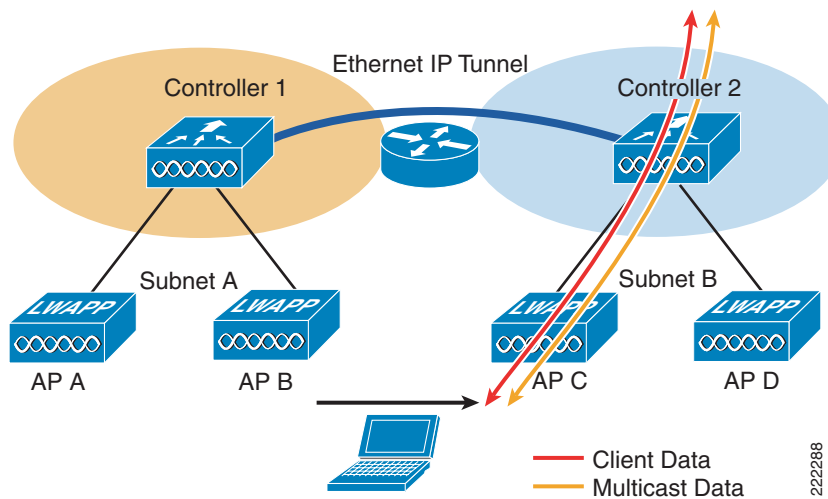 Ethernet IP Tunnel
Controller 1
Controller 2
Subnet A
Subnet B
LWAPP
LWAPP
LWAPP
LWAPP
AP A
AP B
AP C
AP D
Client Data
Multicast Data
222288